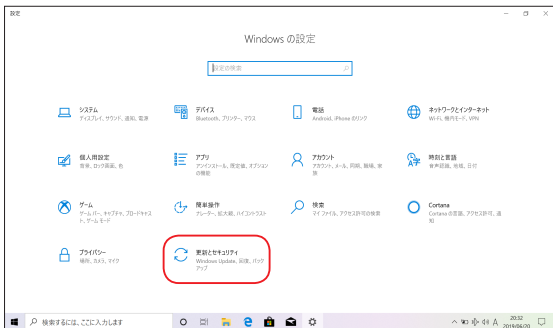 設定
Windows の設定
設定の検索
システム
ディスプレイ、サウンド、通知、電源
デバイス
Bluetooth、プリンター、マウス
電話
Android、iPhone のリンク
ネットワークとインターネット
Wi-Fi、機内モード、VPN
個人用設定
背景、ロック画面、色
アプリ
アンインストール、既定値、オプション
の機能
アカウント
アカウント、メール、同期、職場、家
族
時刻と言語
音声認識、地域、日付
ゲーム
ゲーム バー、キャプチャ、ブロードキャス
ト、ゲーム モード
簡単操作
ナレーター、拡大鏡、ハイコントラスト
検索
マイ ファイル、アクセス許可の検索
Cortana
Cortana の言語、アクセス許可、通
知
プライバシー
場所、カメラ、マイク
更新とセキュリティ
Windows Update、回復、バック
アップ
検索するには、ここに入力します
A
20:32
2019/06/20